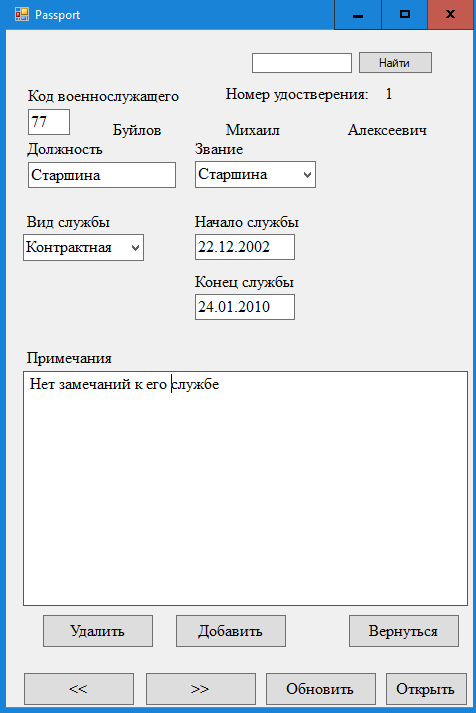 Passport
Найти
Код военнослужащего Номер удостверения: 1
77 Буйлов Михаил Алексеевич
Должность Звание
Старшина Старшина
Вид службы Начало службы
Контрактная 22.12.2002
Конец службы
24.01.2010
Примечания
Нет замечаний к его службе
Удалить Добавить Вернуться
<< >> Обновить Открыть